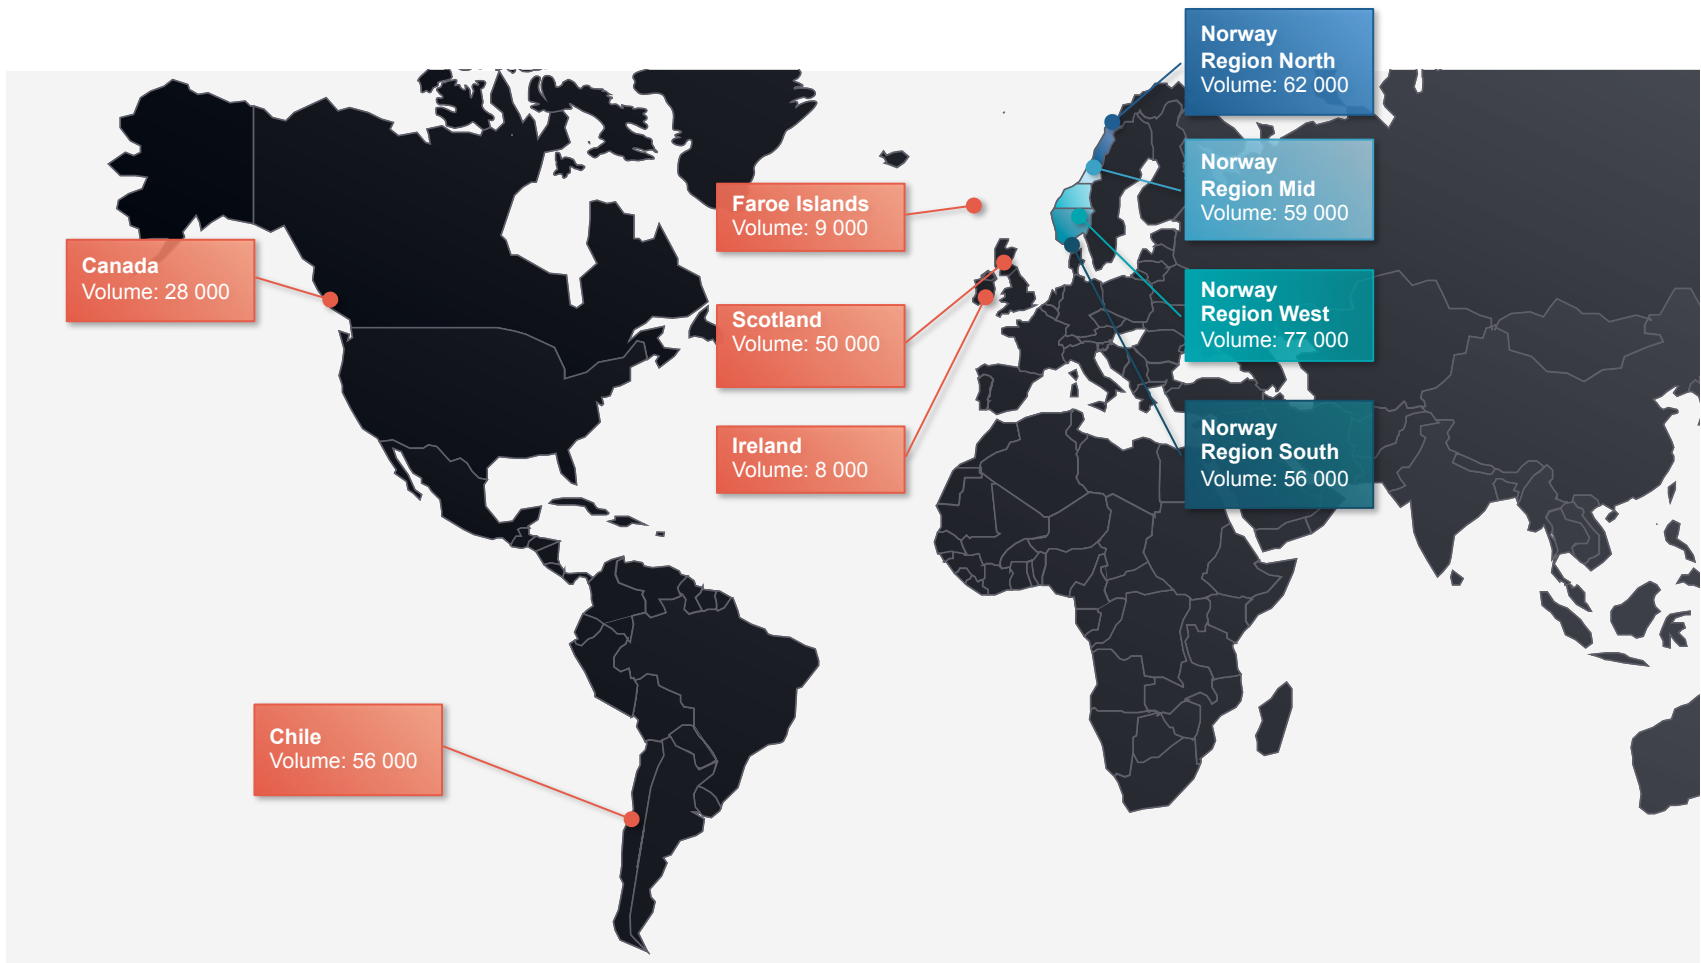 Norway
Region North
Volume: 62 000
Norway
Region Mid
Volume: 59 000
Faroe Islands
Volume: 9 000
Canada
Volume: 28 000
Norway
Region West
Volume: 77 000
Scotland
Volume: 50 000
Norway
Region South
Volume: 56 000
Ireland
Volume: 8 000
Chile
Volume: 56 000